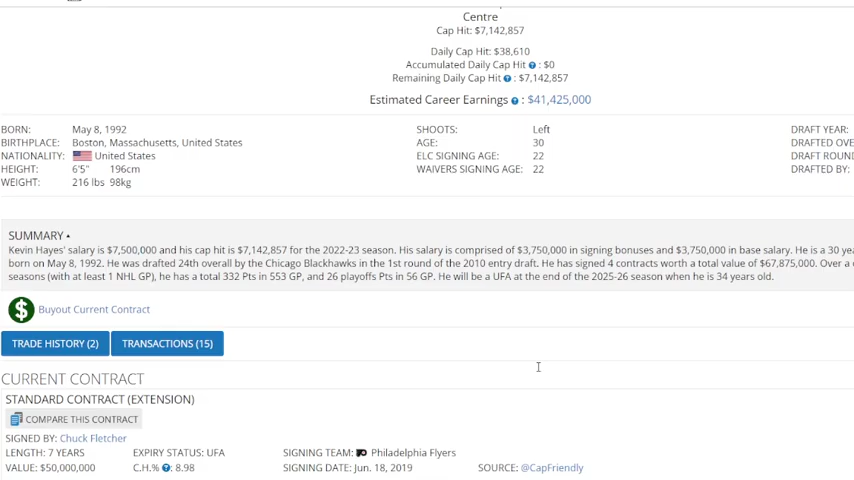 Centre
Cap Hit: $7,142,857
Daily Cap Hit: $38,610
Accumulated Daily Cap Hit ? : $0
Remaining Daily Cap Hit ? : $7,142,857
Estimated Career Earnings ? : $41,425,000
BORN: May 8, 1992 SHOOTS: Left DRAFT YEAR:
BIRTHPLACE: Boston, Massachusetts, United States AGE: 30 DRAFTED OVE
NATIONALITY: United States ELC SIGNING AGE: 22 DRAFT ROUND
HEIGHT: 6'5" 196cm WAIVERS SIGNING AGE: 22 DRAFTED BY:
WEIGHT: 216 lbs 98kg
SUMMARY
Kevin Hayes' salary is $7,500,000 and his cap hit is $7,142,857 for the 2022-23 season. His salary is comprised of $3,750,000 in signing bonuses and $3,750,000 in base salary. He is a 30 yea
born on May 8, 1992. He was drafted 24th overall by the Chicago Blackhawks in the 1st round of the 2010 entry draft. He has signed 4 contracts worth a total value of $67,875,000. Over a c
seasons (with at least 1 NHL GP), he has a total 332 Pts in 553 GP, and 26 playoffs Pts in 56 GP. He will be a UFA at the end of the 2025-26 season when he is 34 years old.
$ Buyout Current Contract
TRADE HISTORY (2) TRANSACTIONS (15)
CURRENT CONTRACT
STANDARD CONTRACT (EXTENSION)
COMPARE THIS CONTRACT
SIGNED BY: Chuck Fletcher
LENGTH: 7 YEARS EXPIRY STATUS: UFA SIGNING TEAM: Philadelphia Flyers
VALUE: $50,000,000 C.H.% ? : 8.98 SIGNING DATE: Jun. 18, 2019 SOURCE: @CapFriendly